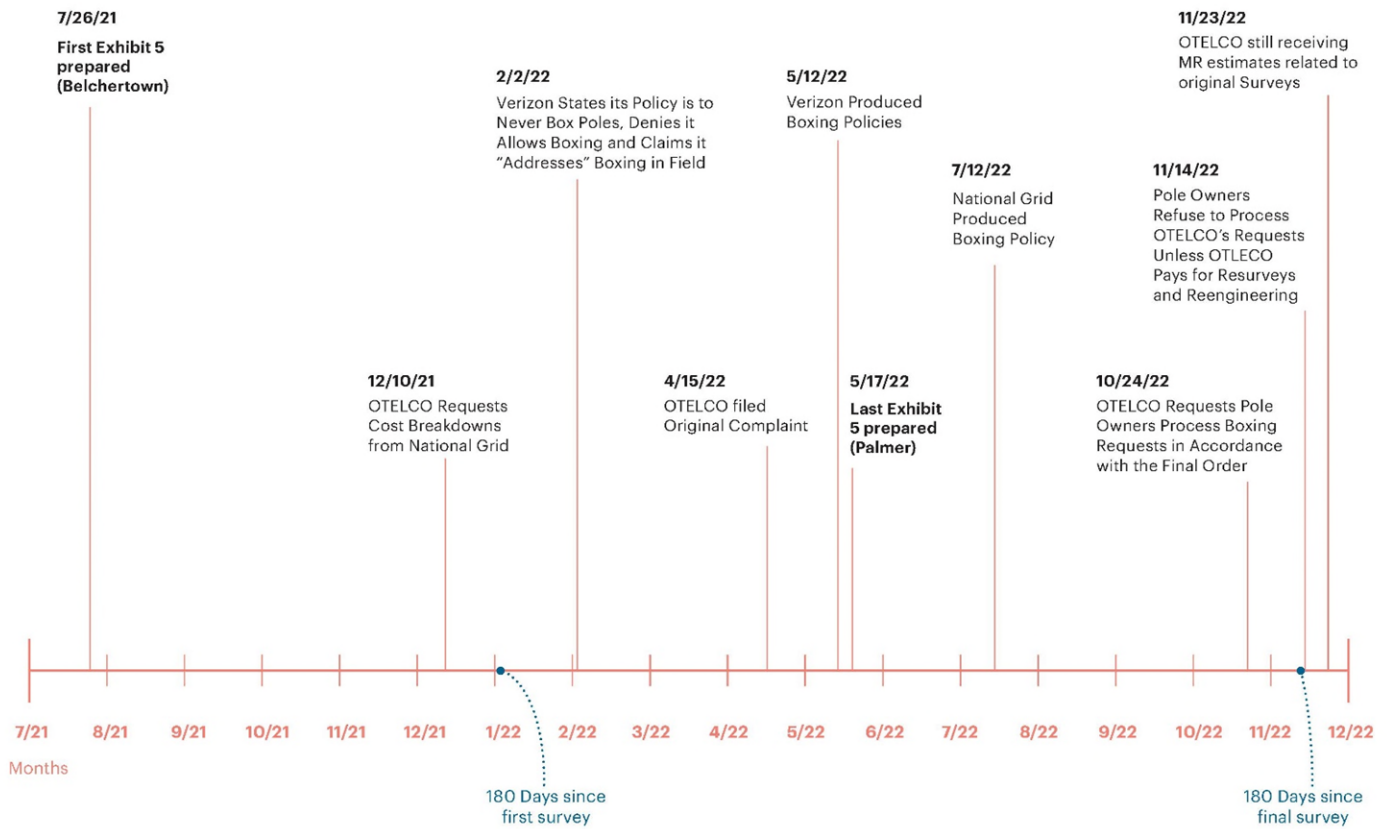 7/26/21
First Exhibit 5
prepared
(Belchertown)
12/10/21
OTELCO Requests
Cost Breakdowns
from National Grid
2/2/22
Verizon States its Policy is to
Never Box Poles, Denies it
Allows Boxing and Claims it
“Addresses” Boxing in Field
4/15/22
OTELCO filed
Original Complaint
5/12/22
Verizon Produced
Boxing Policies
5/17/22
Last Exhibit
5 prepared
(Palmer)
7/12/22
National Grid
Produced
Boxing Policy
10/24/22
OTELCO Requests Pole
Owners Process Boxing
Requests in Accordance
with the Final Order
11/14/22
Pole Owners
Refuse to Process
OTELCO’s Requests
Unless OTLECO
Pays for Resurveys
and Reengineering
11/23/22
OTELCO still receiving
MR estimates related to
original Surveys
7/21 8/21 9/21 10/21 11/21 12/21 1/22 2/22 3/22 4/22 5/22 6/22 7/22 8/22 9/22 10/22 11/22 12/22
Months
180 Days since
first survey
180 Days since
final survey